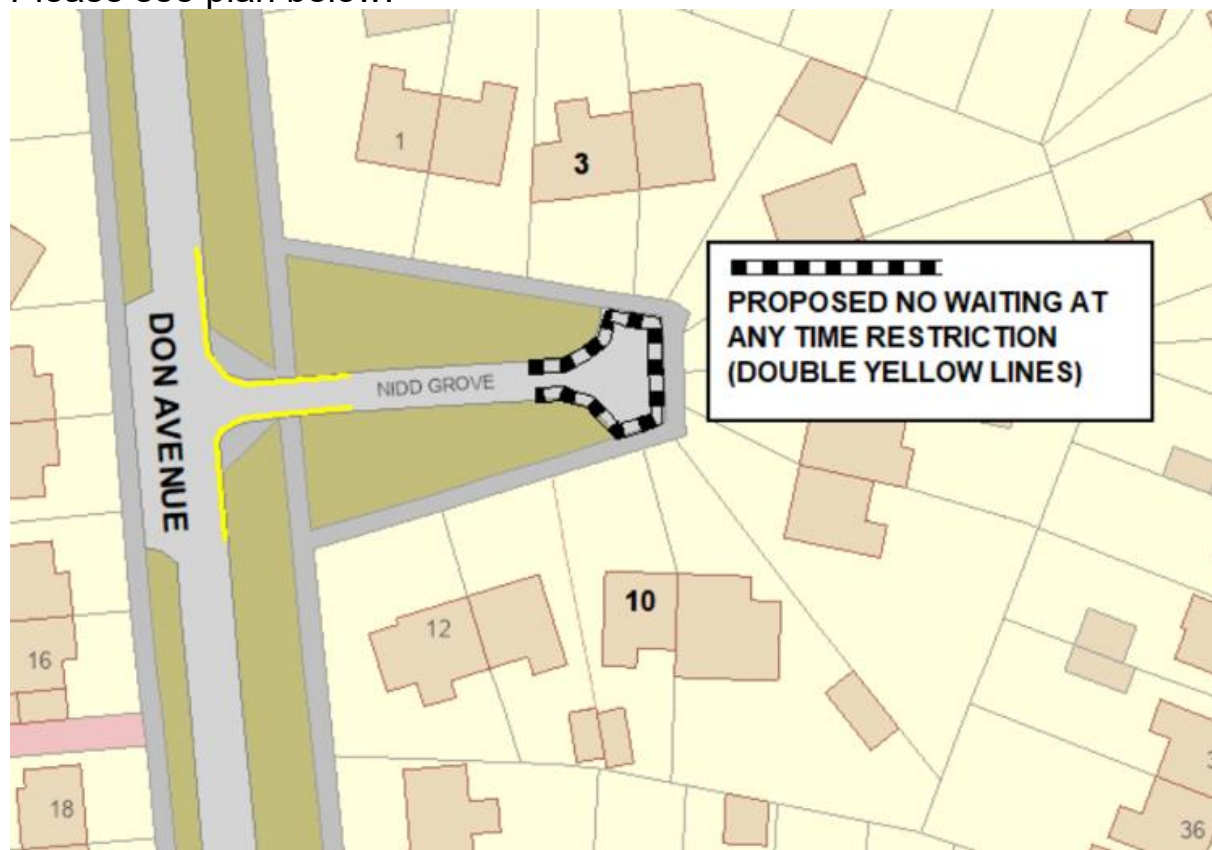 Please see plan below:
1
3
PROPOSED NO WAITING AT
ANY TIME RESTRICTION
(DOUBLE YELLOW LINES)
DON AVENUE
NIDD GROVE
10
12
16
18
36